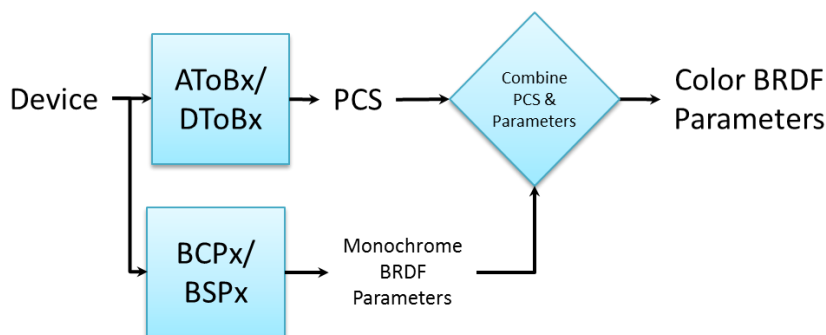 Device
AToBx/
DToBx
PCS
Combine
PCS &
Parameters
Color BRDF
Parameters
BCPx/
BSPx
Monochrome
BRDF
Parameters